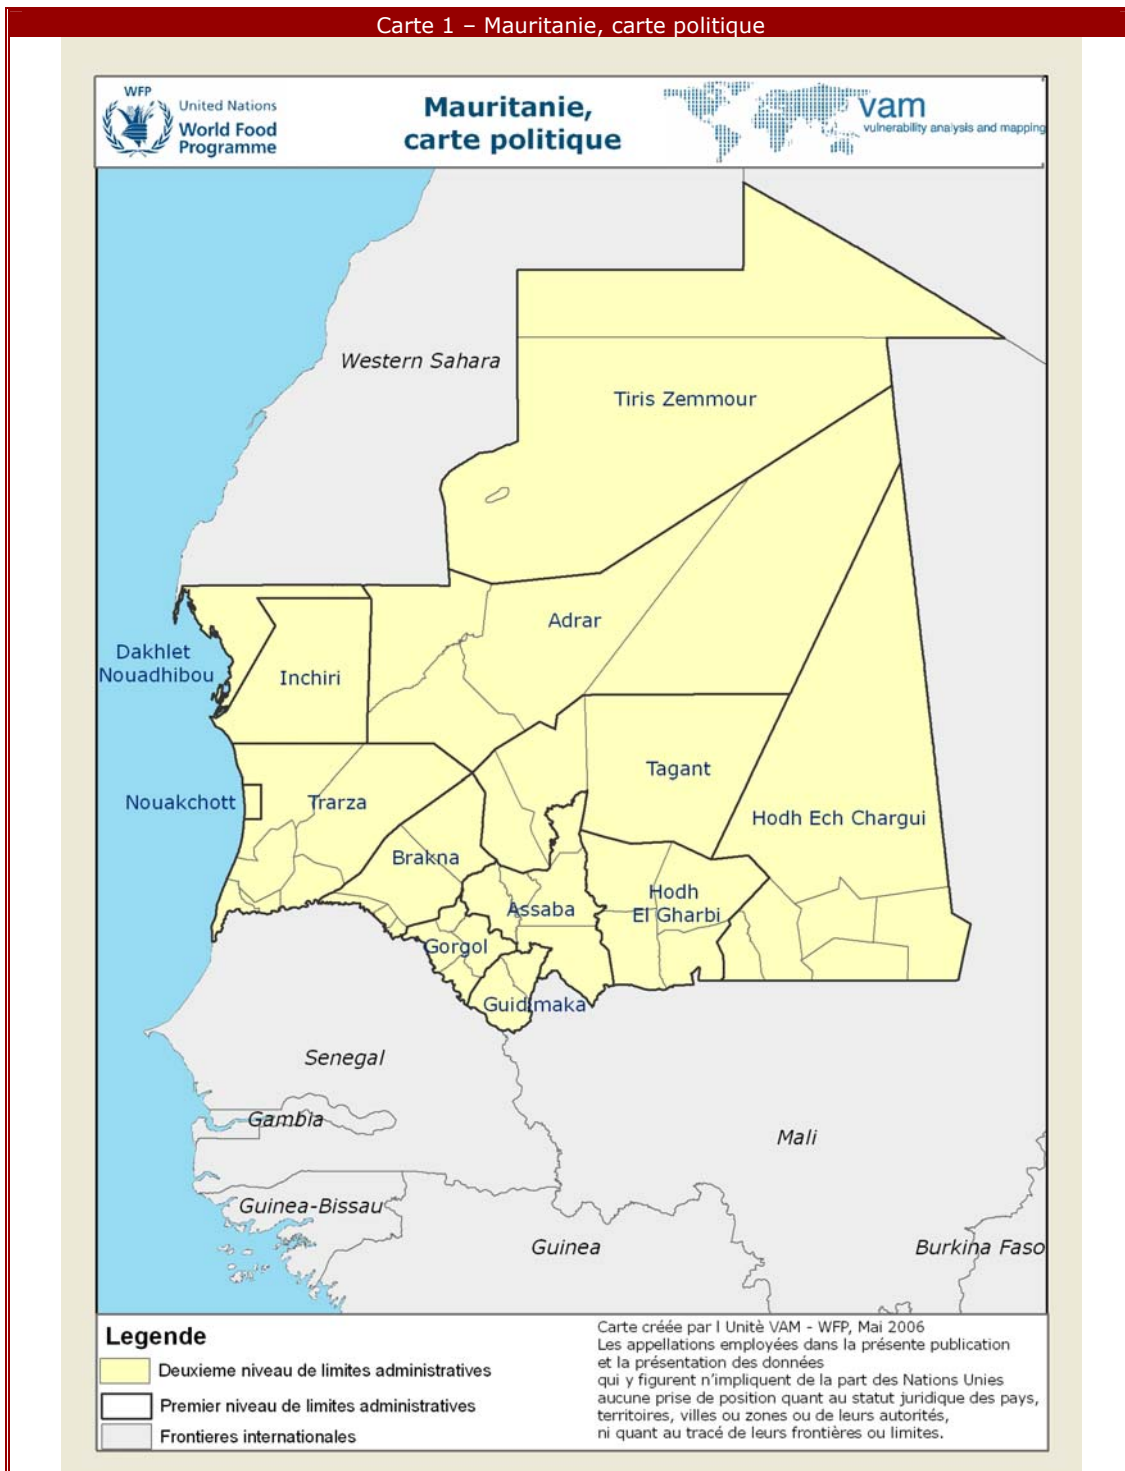 Carte 1 – Mauritanie, carte politique
WFP
United Nations
World Food
Programme
Mauritanie,
carte politique
vam
vulnerability analysis and mapping
Western Sahara
Tiris Zemmour
Adrar
Dakhlet
Nouadhibou
Inchiri
Tagant
Nouakchott
Trarza
Hodh Ech Chargui
Brakna
Hodh
El Gharbi
Assaba
Gorgol
Guidimaka
Senegal
Gambia
Mali
Guinea-Bissau
Guinea
Burkina Faso
Legende
Deuxieme niveau de limites administratives
Premier niveau de limites administratives
Frontieres internationales
Carte créée par l Unitè VAM - WFP, Mai 2006
Les appellations employées dans la présente publication
et la présentation des données
qui y figurent n'impliquent de la part des Nations Unies
aucune prise de position quant au statut juridique des pays,
territoires, villes ou zones ou de leurs autorités,
ni quant au tracé de leurs frontières ou limites.